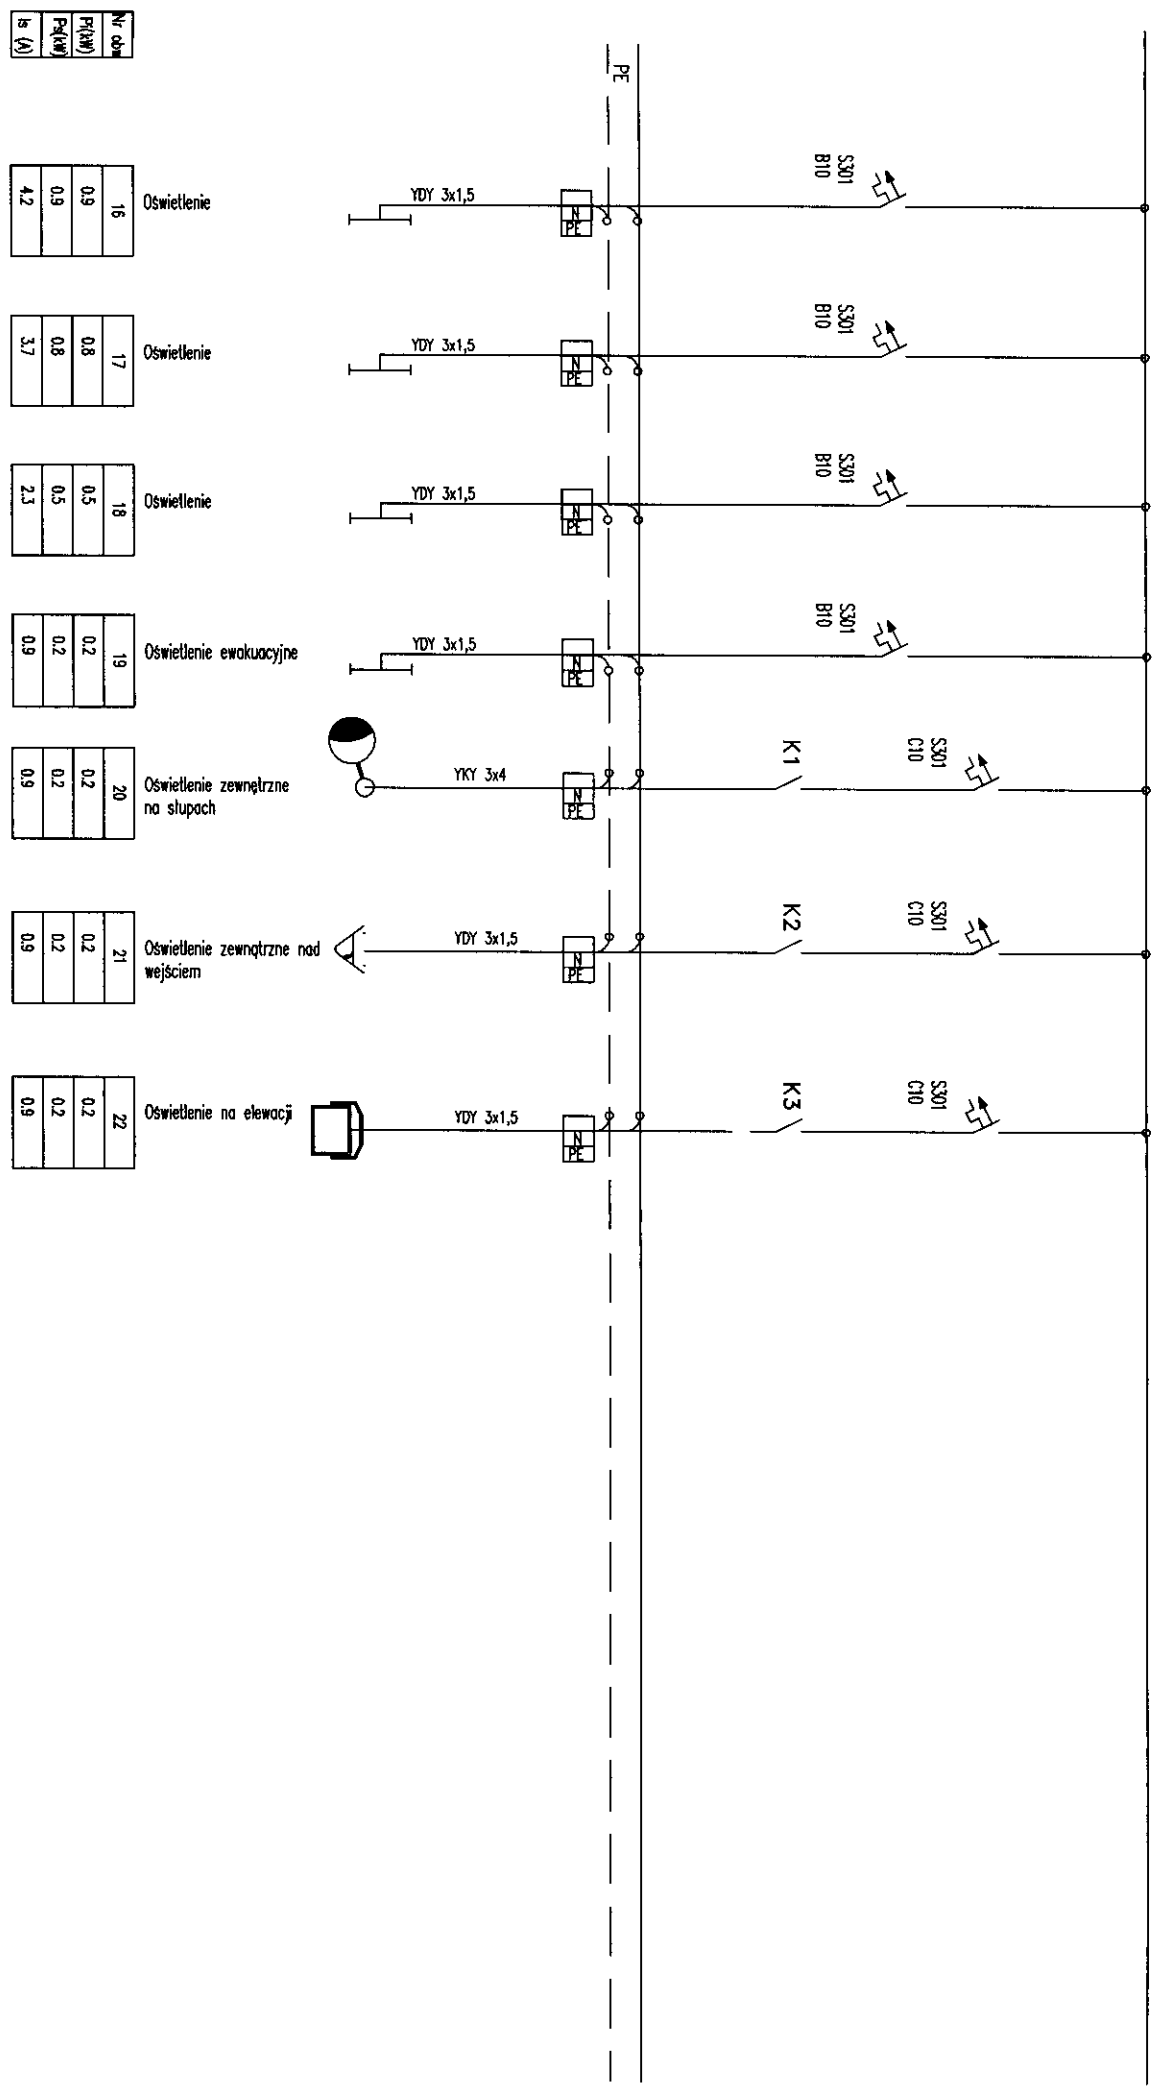 Nr obw
Pi(kW)
Ps(kW)
Is (A)
PE
16
0.9
0.9
4.2
Oświetlenie
YDY 3x1,5
N
PE
S301
B10
17
0.8
0.8
3.7
Oświetlenie
YDY 3x1,5
N
PE
S301
B10
18
0.5
0.5
2.3
Oświetlenie
YDY 3x1,5
N
PE
S301
B10
19
0.2
0.2
0.9
Oświetlenie ewakuacyjne
YDY 3x1,5
N
PE
S301
B10
20
0.2
0.2
0.9
Oświetlenie zewnętrzne
na słupach
YKY 3x4
N
PE
K1
S301
C10
21
0.2
0.2
0.9
Oświetlenie zewnątrzne nad
wejściem
YDY 3x1,5
N
PE
K2
S301
C10
22
0.2
0.2
0.9
Oświetlenie na elewacji
YDY 3x1,5
N
PE
K3
S301
C10